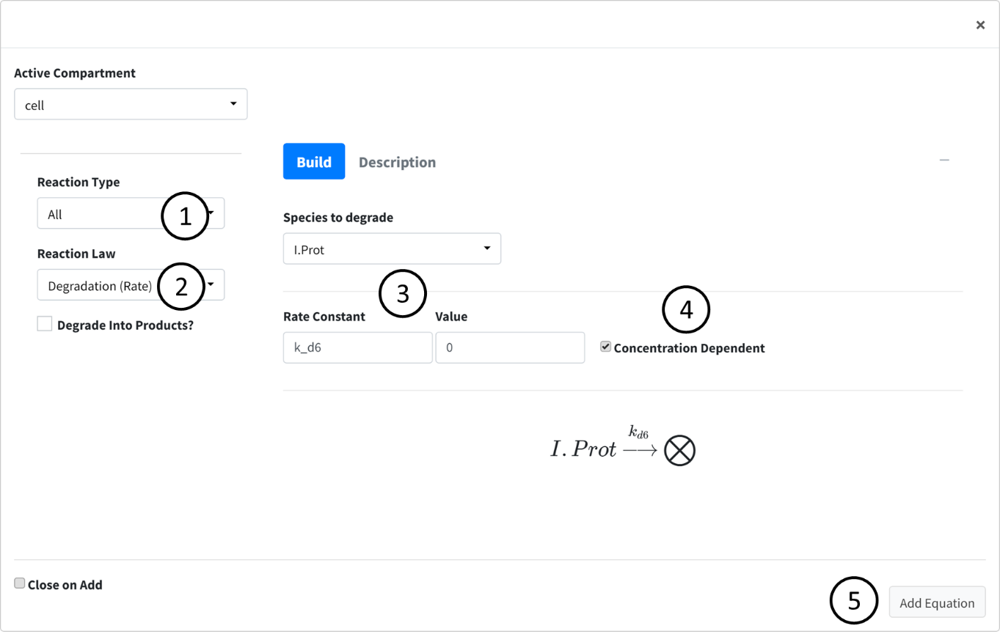 ×
Active Compartment
cell
Build Description
Reaction Type
All 1
Species to degrade
I.Prot
Reaction Law
Degradation (Rate) 2
3
4
Degrade Into Products?
Rate Constant Value
k_d6 0 Concentration Dependent
I.Prot k_{d6} ⟶ ⊗
Close on Add
5 Add Equation